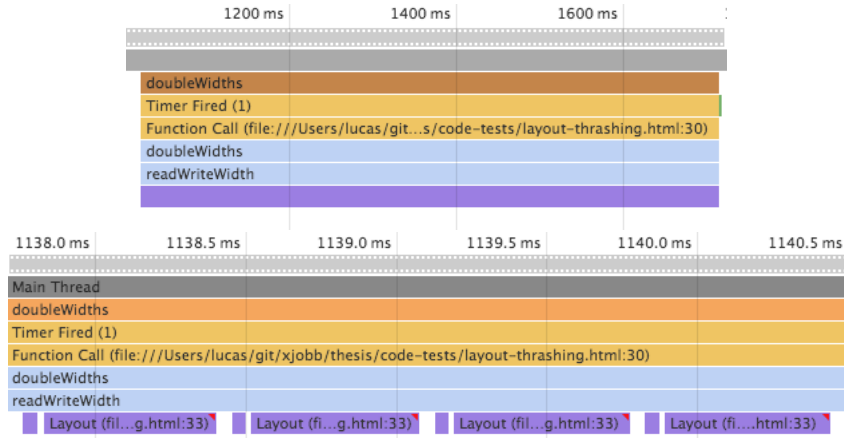 1200 ms 1400 ms 1600 ms
doubleWidths
Timer Fired (1)
Function Call (file:///Users/lucas/git...s/code-tests/layout-thrashing.html:30)
doubleWidths
readWriteWidth
1138.0 ms 1138.5 ms 1139.0 ms 1139.5 ms 1140.0 ms 1140.5 ms
Main Thread
doubleWidths
Timer Fired (1)
Function Call (file:///Users/lucas/git/xjobb/thesis/code-tests/layout-thrashing.html:30)
doubleWidths
readWriteWidth
Layout (fil...g.html:33) Layout (fi...g.html:33) Layout (fil...g.html:33) Layout (fi....html:33)